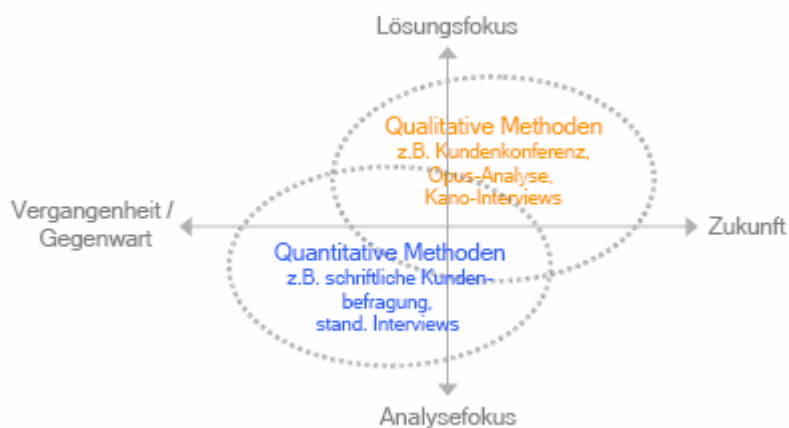 Lösungsfokus
Qualitative Methoden
z.B. Kundenkonferenz,
Opus-Analyse,
Kano-Interviews
Vergangenheit /
Gegenwart
Zukunft
Quantitative Methoden
z.B. schriftliche Kunden-
befragung,
stand. Interviews
Analysefokus